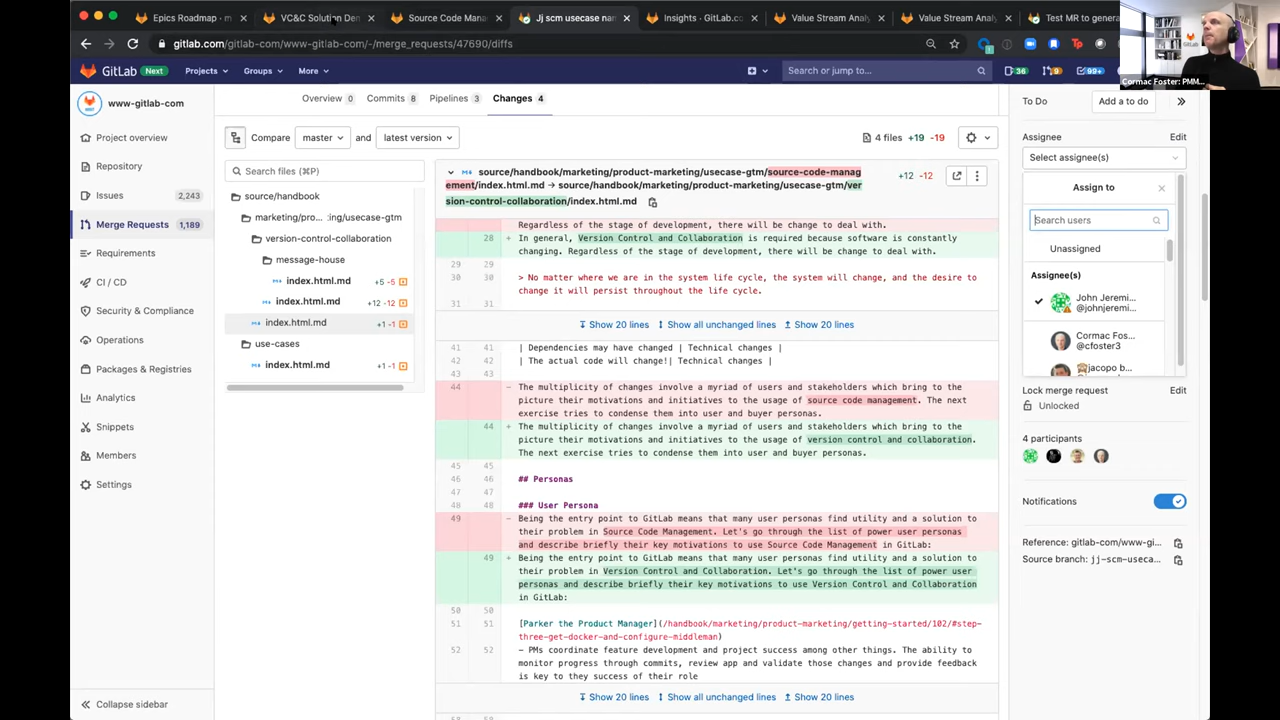 Epics Roadmap · m
VC&C Solution Den
Source Code Manag
Jj scm usecase nan
Insights · GitLab.co
Value Stream Analy
Value Stream Analy
Test MR to genera
gitlab.com/gitlab-com/www-gitlab-com/-/merge_requests/47690/diffs
GitLab Next
Projects
Groups
More
Search or jump to...
36
9
99+
Cormac Foster: PMM...
www-gitlab-com
Project overview
Repository
Issues 2,243
Merge Requests 1,189
Requirements
CI / CD
Security & Compliance
Operations
Packages & Registries
Analytics
Snippets
Members
Settings
Collapse sidebar
Overview 0
Commits 8
Pipelines 3
Changes 4
Compare master and latest version
4 files +19 -19
Search files (⌘P)
source/handbook
marketing/pro... :ing/usecase-gtm
version-control-collaboration
message-house
index.html.md +5 -5
index.html.md +12 -12
index.html.md +1 -1
use-cases
index.html.md +1 -1
source/handbook/marketing/product-marketing/usecase-gtm/source-code-manag
ement/index.html.md → source/handbook/marketing/product-marketing/usecase-gtm/ver
sion-control-collaboration/index.html.md
+12 -12
Regardless of the stage of development, there will be change to deal with.
28 + In general, Version Control and Collaboration is required because software is constantly
changing. Regardless of the stage of development, there will be change to deal with.
29 29
30 30 > No matter where we are in the system life cycle, the system will change, and the desire to
change it will persist throughout the life cycle.
31 31
Show 20 lines Show all unchanged lines Show 20 lines
41 41 | Dependencies may have changed | Technical changes |
42 42 | The actual code will change!| Technical changes |
43 43
44 - The multiplicity of changes involve a myriad of users and stakeholders which bring to the
picture their motivations and initiatives to the usage of source code management. The next
exercise tries to condense them into user and buyer personas.
44 + The multiplicity of changes involve a myriad of users and stakeholders which bring to the
picture their motivations and initiatives to the usage of version control and collaboration.
The next exercise tries to condense them into user and buyer personas.
45 45
46 46 ## Personas
47 47
48 48 ### User Persona
49 - Being the entry point to GitLab means that many user personas find utility and a solution to
their problem in Source Code Management. Let's go through the list of power user personas
and describe briefly their key motivations to use Source Code Management in GitLab:
49 + Being the entry point to GitLab means that many user personas find utility and a solution to
their problem in Version Control and Collaboration. Let's go through the list of power user
personas and describe briefly their key motivations to use Version Control and Collaboration
in GitLab:
50 50
51 51 [Parker the Product Manager](/handbook/marketing/product-marketing/getting-started/102/#step-
three-get-docker-and-configure-middleman)
52 52 - PMs coordinate feature development and project success among other things. The ability to
monitor progress through commits, review app and validate those changes and provide feedback
is key to they success of their role
Show 20 lines Show all unchanged lines Show 20 lines
To Do
Add a to do
Assignee Edit
Select assignee(s)
Assign to
Search users
Unassigned
Assignee(s)
John Jeremi...
@johnjeremi...
Cormac Fos...
@cfoster3
jacopo b...
Lock merge request Edit
Unlocked
4 participants
Notifications
Reference: gitlab-com/www-gi...
Source branch: jj-scm-useca...